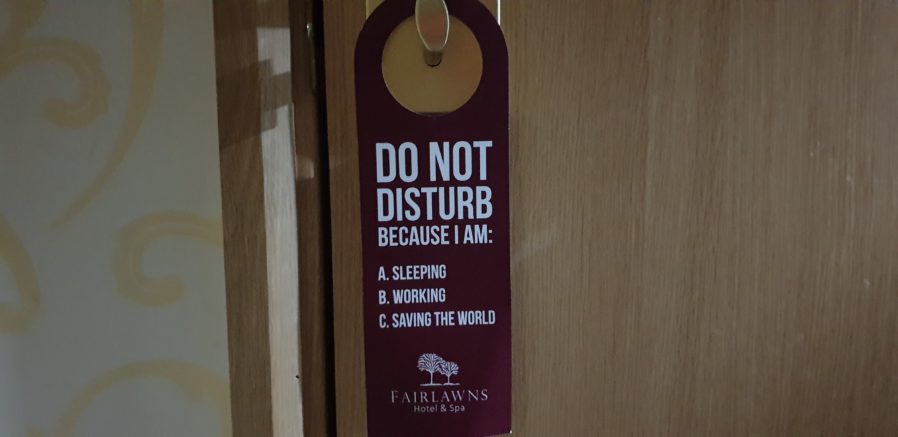 DO NOT
DISTURB
BECAUSE I AM:
A. SLEEPING
B. WORKING
C. SAVING THE WORLD
FAIRLAWNS
Hotel & Spa